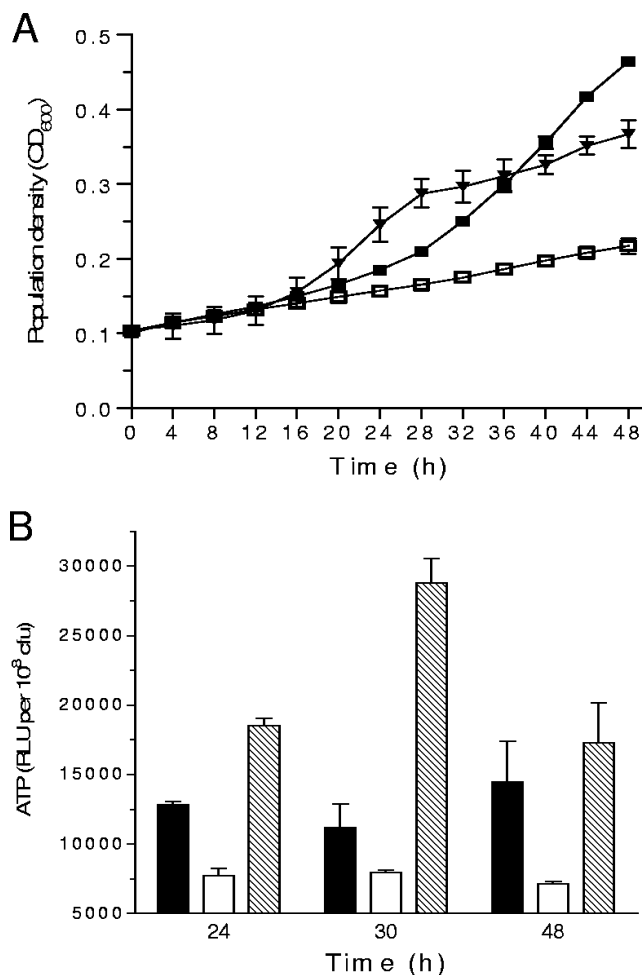 A
Population density (OD600)
0.5
0.4
0.3
0.2
0.1
0.0
0 4 8 12 16 20 24 28 32 36 40 44 48
Time (h)
B
ATP (RLU per 10⁸ cfu)
30000
25000
20000
15000
10000
5000
24 30 48
Time (h)